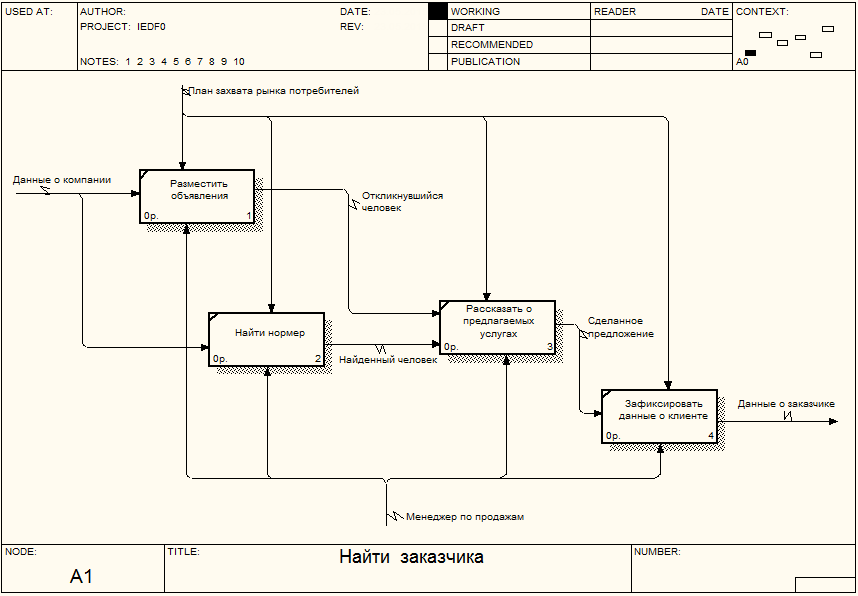 USED AT:
AUTHOR:
DATE:
WORKING
READER
DATE
CONTEXT:
PROJECT: IEDF0
REV:
DRAFT
RECOMMENDED
NOTES: 1 2 3 4 5 6 7 8 9 10
PUBLICATION
A0
План захвата рынка потребителей
Данные о компании
Разместить
объявления
0р.
1
Откликнувшийся
человек
Найти нормер
0р.
2
Найденный человек
Рассказать о
предлагаемых
услугах
0р.
3
Сделанное
предложение
Зафиксировать
данные о клиенте
0р.
4
Данные о заказчике
Менеджер по продажам
NODE:
A1
TITLE:
Найти заказчика
NUMBER: